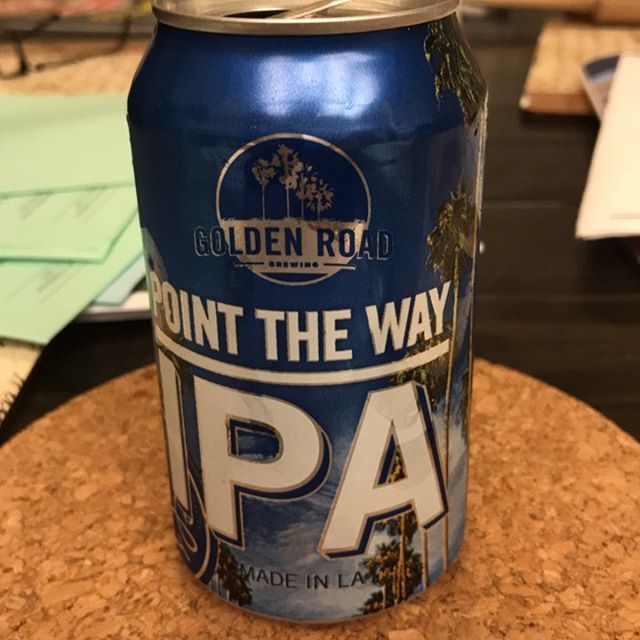 GOLDEN ROAD
BREWING
POINT THE WAY
IPA
MADE IN LA